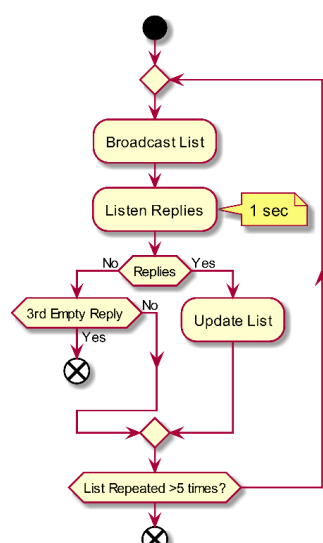 Broadcast List
Listen Replies
1 sec
No
Replies
Yes
3rd Empty Reply
No
Yes
Update List
List Repeated >5 times?